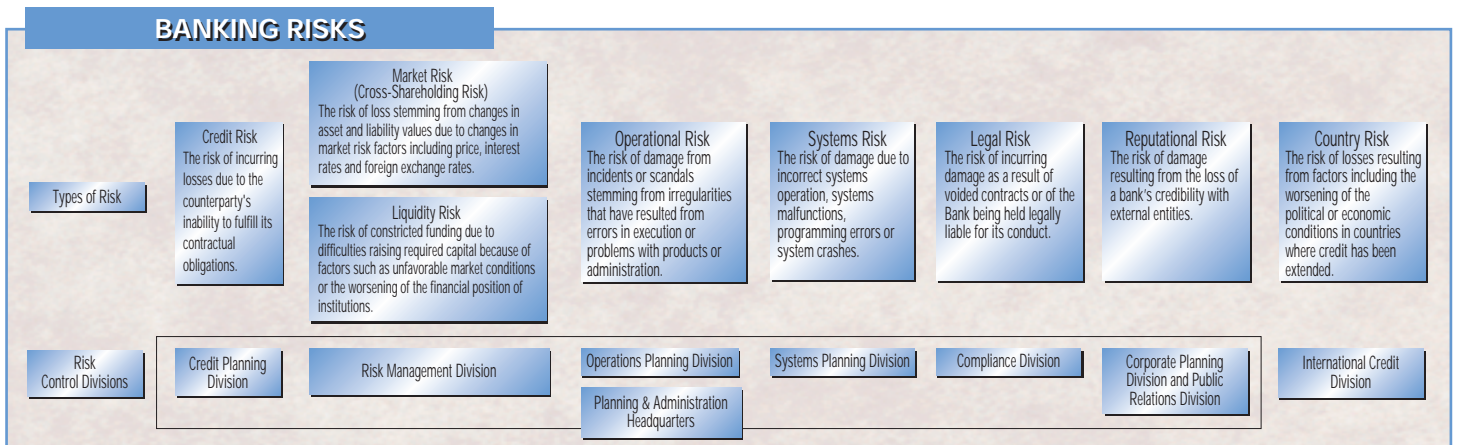 BANKING RISKS
Types of Risk
Credit Risk
The risk of incurring
losses due to the
counterparty's
inability to fulfill its
contractual
obligations.
Market Risk
(Cross-Shareholding Risk)
The risk of loss stemming from changes in
asset and liability values due to changes in
market risk factors including price, interest
rates and foreign exchange rates.
Liquidity Risk
The risk of constricted funding due to
difficulties raising required capital because of
factors such as unfavorable market conditions
or the worsening of the financial position of
institutions.
Operational Risk
The risk of damage from
incidents or scandals
stemming from irregularities
that have resulted from
errors in execution or
problems with products or
administration.
Systems Risk
The risk of damage due to
incorrect systems
operation, systems
malfunctions,
programming errors or
system crashes.
Legal Risk
The risk of incurring
damage as a result of
voided contracts or of the
Bank being held legally
liable for its conduct.
Reputational Risk
The risk of damage
resulting from the loss of
a bank's credibility with
external entities.
Country Risk
The risk of losses resulting
from factors including the
worsening of the
political or economic
conditions in countries
where credit has been
extended.
Risk
Control Divisions
Credit Planning
Division
Risk Management Division
Operations Planning Division
Planning & Administration
Headquarters
Systems Planning Division
Compliance Division
Corporate Planning
Division and Public
Relations Division
International Credit
Division